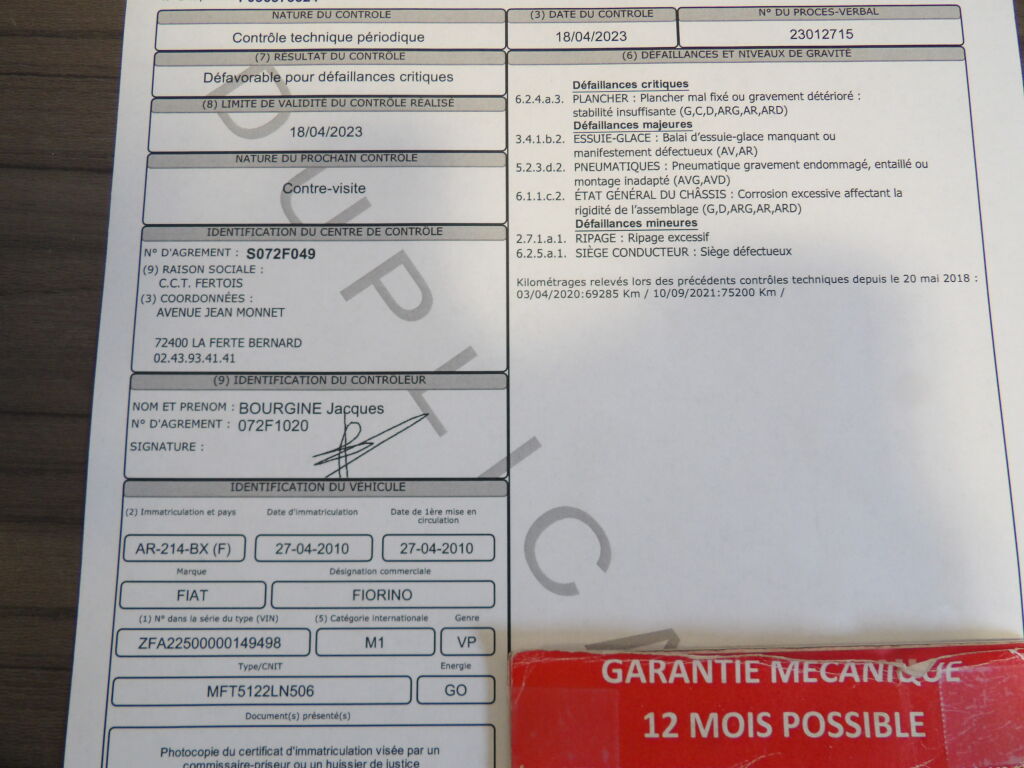 NATURE DU CONTROLE
Contrôle technique périodique
(3) DATE DU CONTROLE
18/04/2023
N° DU PROCES-VERBAL
23012715
(7) RÉSULTAT DU CONTRÔLE
Défavorable pour défaillances critiques
(8) LIMITE DE VALIDITÉ DU CONTRÔLE RÉALISÉ
18/04/2023
NATURE DU PROCHAIN CONTRÔLE
Contre-visite
(6) DÉFAILLANCES ET NIVEAUX DE GRAVITÉ
Défaillances critiques
6.2.4.a.3. PLANCHER : Plancher mal fixé ou gravement détérioré :
stabilité insuffisante (G,C,D,ARG,AR,ARD)
Défaillances majeures
3.4.1.b.2. ESSUIE-GLACE : Balai d'essuie-glace manquant ou
manifestement défectueux (AV,AR)
5.2.3.d.2. PNEUMATIQUES : Pneumatique gravement endommagé, entaillé ou
montage inadapté (AVG,AVD)
6.1.1.c.2. ÉTAT GÉNÉRAL DU CHÂSSIS : Corrosion excessive affectant la
rigidité de l'assemblage (G,D,ARG,AR,ARD)
Défaillances mineures
2.7.1.a.1. RIPAGE : Ripage excessif
6.2.5.a.1. SIÈGE CONDUCTEUR : Siège défectueux
Kilométrages relevés lors des précédents contrôles techniques depuis le 20 mai 2018 :
03/04/2020:69285 Km / 10/09/2021:75200 Km /
IDENTIFICATION DU CENTRE DE CONTRÔLE
N° D'AGREMENT : S072F049
(9) RAISON SOCIALE :
C.C.T. FERTOIS
(3) COORDONNÉES :
AVENUE JEAN MONNET
72400 LA FERTE BERNARD
02.43.93.41.41
(9) IDENTIFICATION DU CONTRÔLEUR
NOM ET PRENOM : BOURGINE Jacques
N° D'AGREMENT : 072F1020
SIGNATURE :
IDENTIFICATION DU VÉHICULE
(2) Immatriculation et pays
Date d'immatriculation
Date de 1ère mise en
circulation
AR-214-BX (F)
27-04-2010
27-04-2010
Marque
Désignation commerciale
FIAT
FIORINO
(1) N° dans la série du type (VIN)
(5) Catégorie internationale
Genre
ZFA22500000149498
M1
VP
Type/CNIT
Energie
MFT5122LN506
GO
Document(s) présenté(s)
Photocopie du certificat d'immatriculation visée par un
commissaire-priseur ou un huissier de justice
DUPLIC
GARANTIE MECANIQUE
12 MOIS POSSIBLE